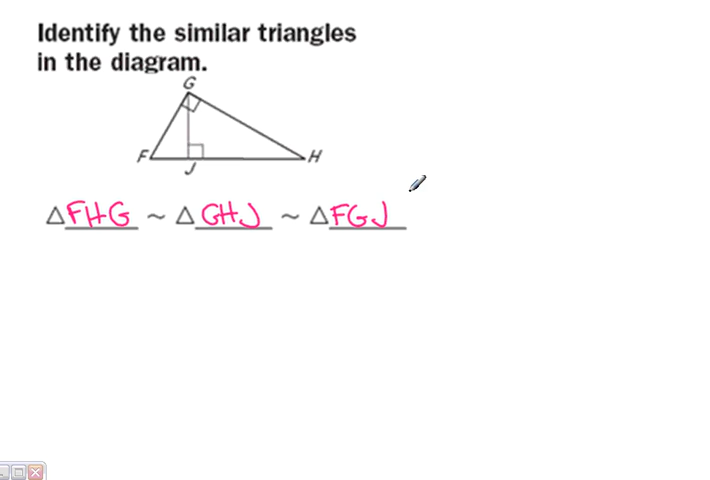 Identify the similar triangles
in the diagram.
G
F
H
J
△FHG ~ △GHJ ~ △FGJ